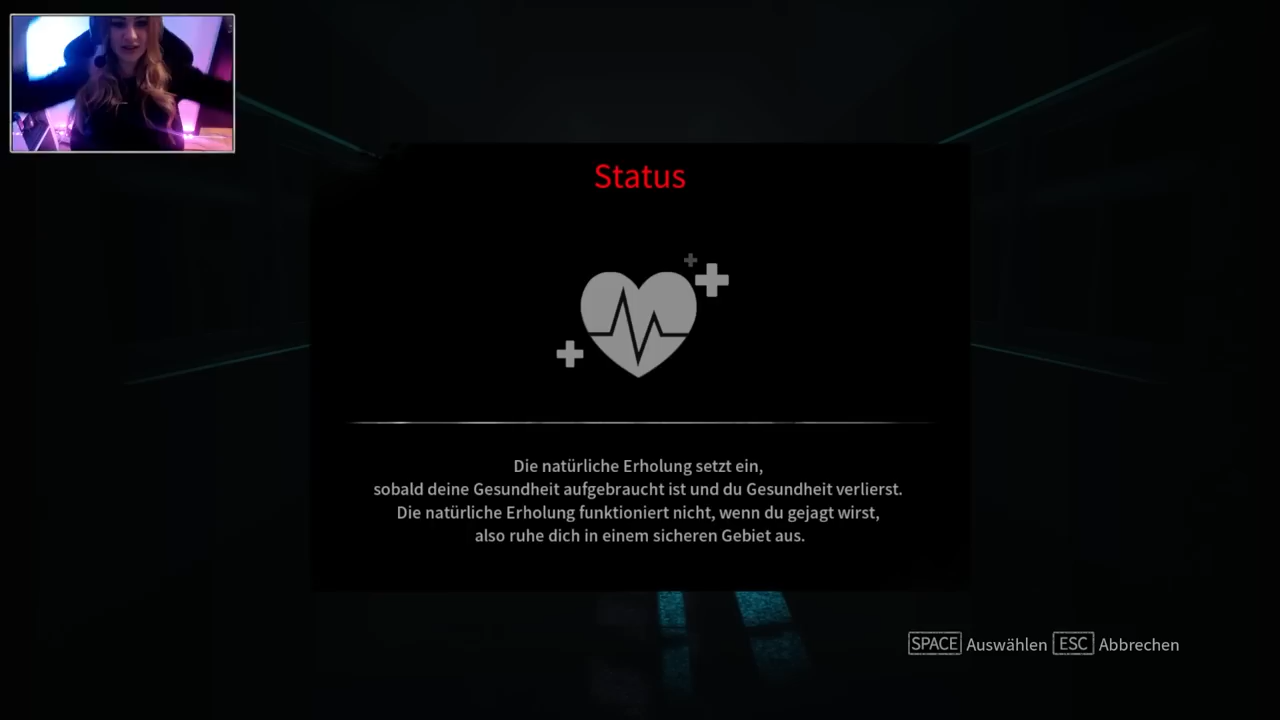 Status
Die natürliche Erholung setzt ein,
sobald deine Gesundheit aufgebraucht ist und du Gesundheit verlierst.
Die natürliche Erholung funktioniert nicht, wenn du gejagt wirst,
also ruhe dich in einem sicheren Gebiet aus.
SPACE Auswählen ESC Abbrechen